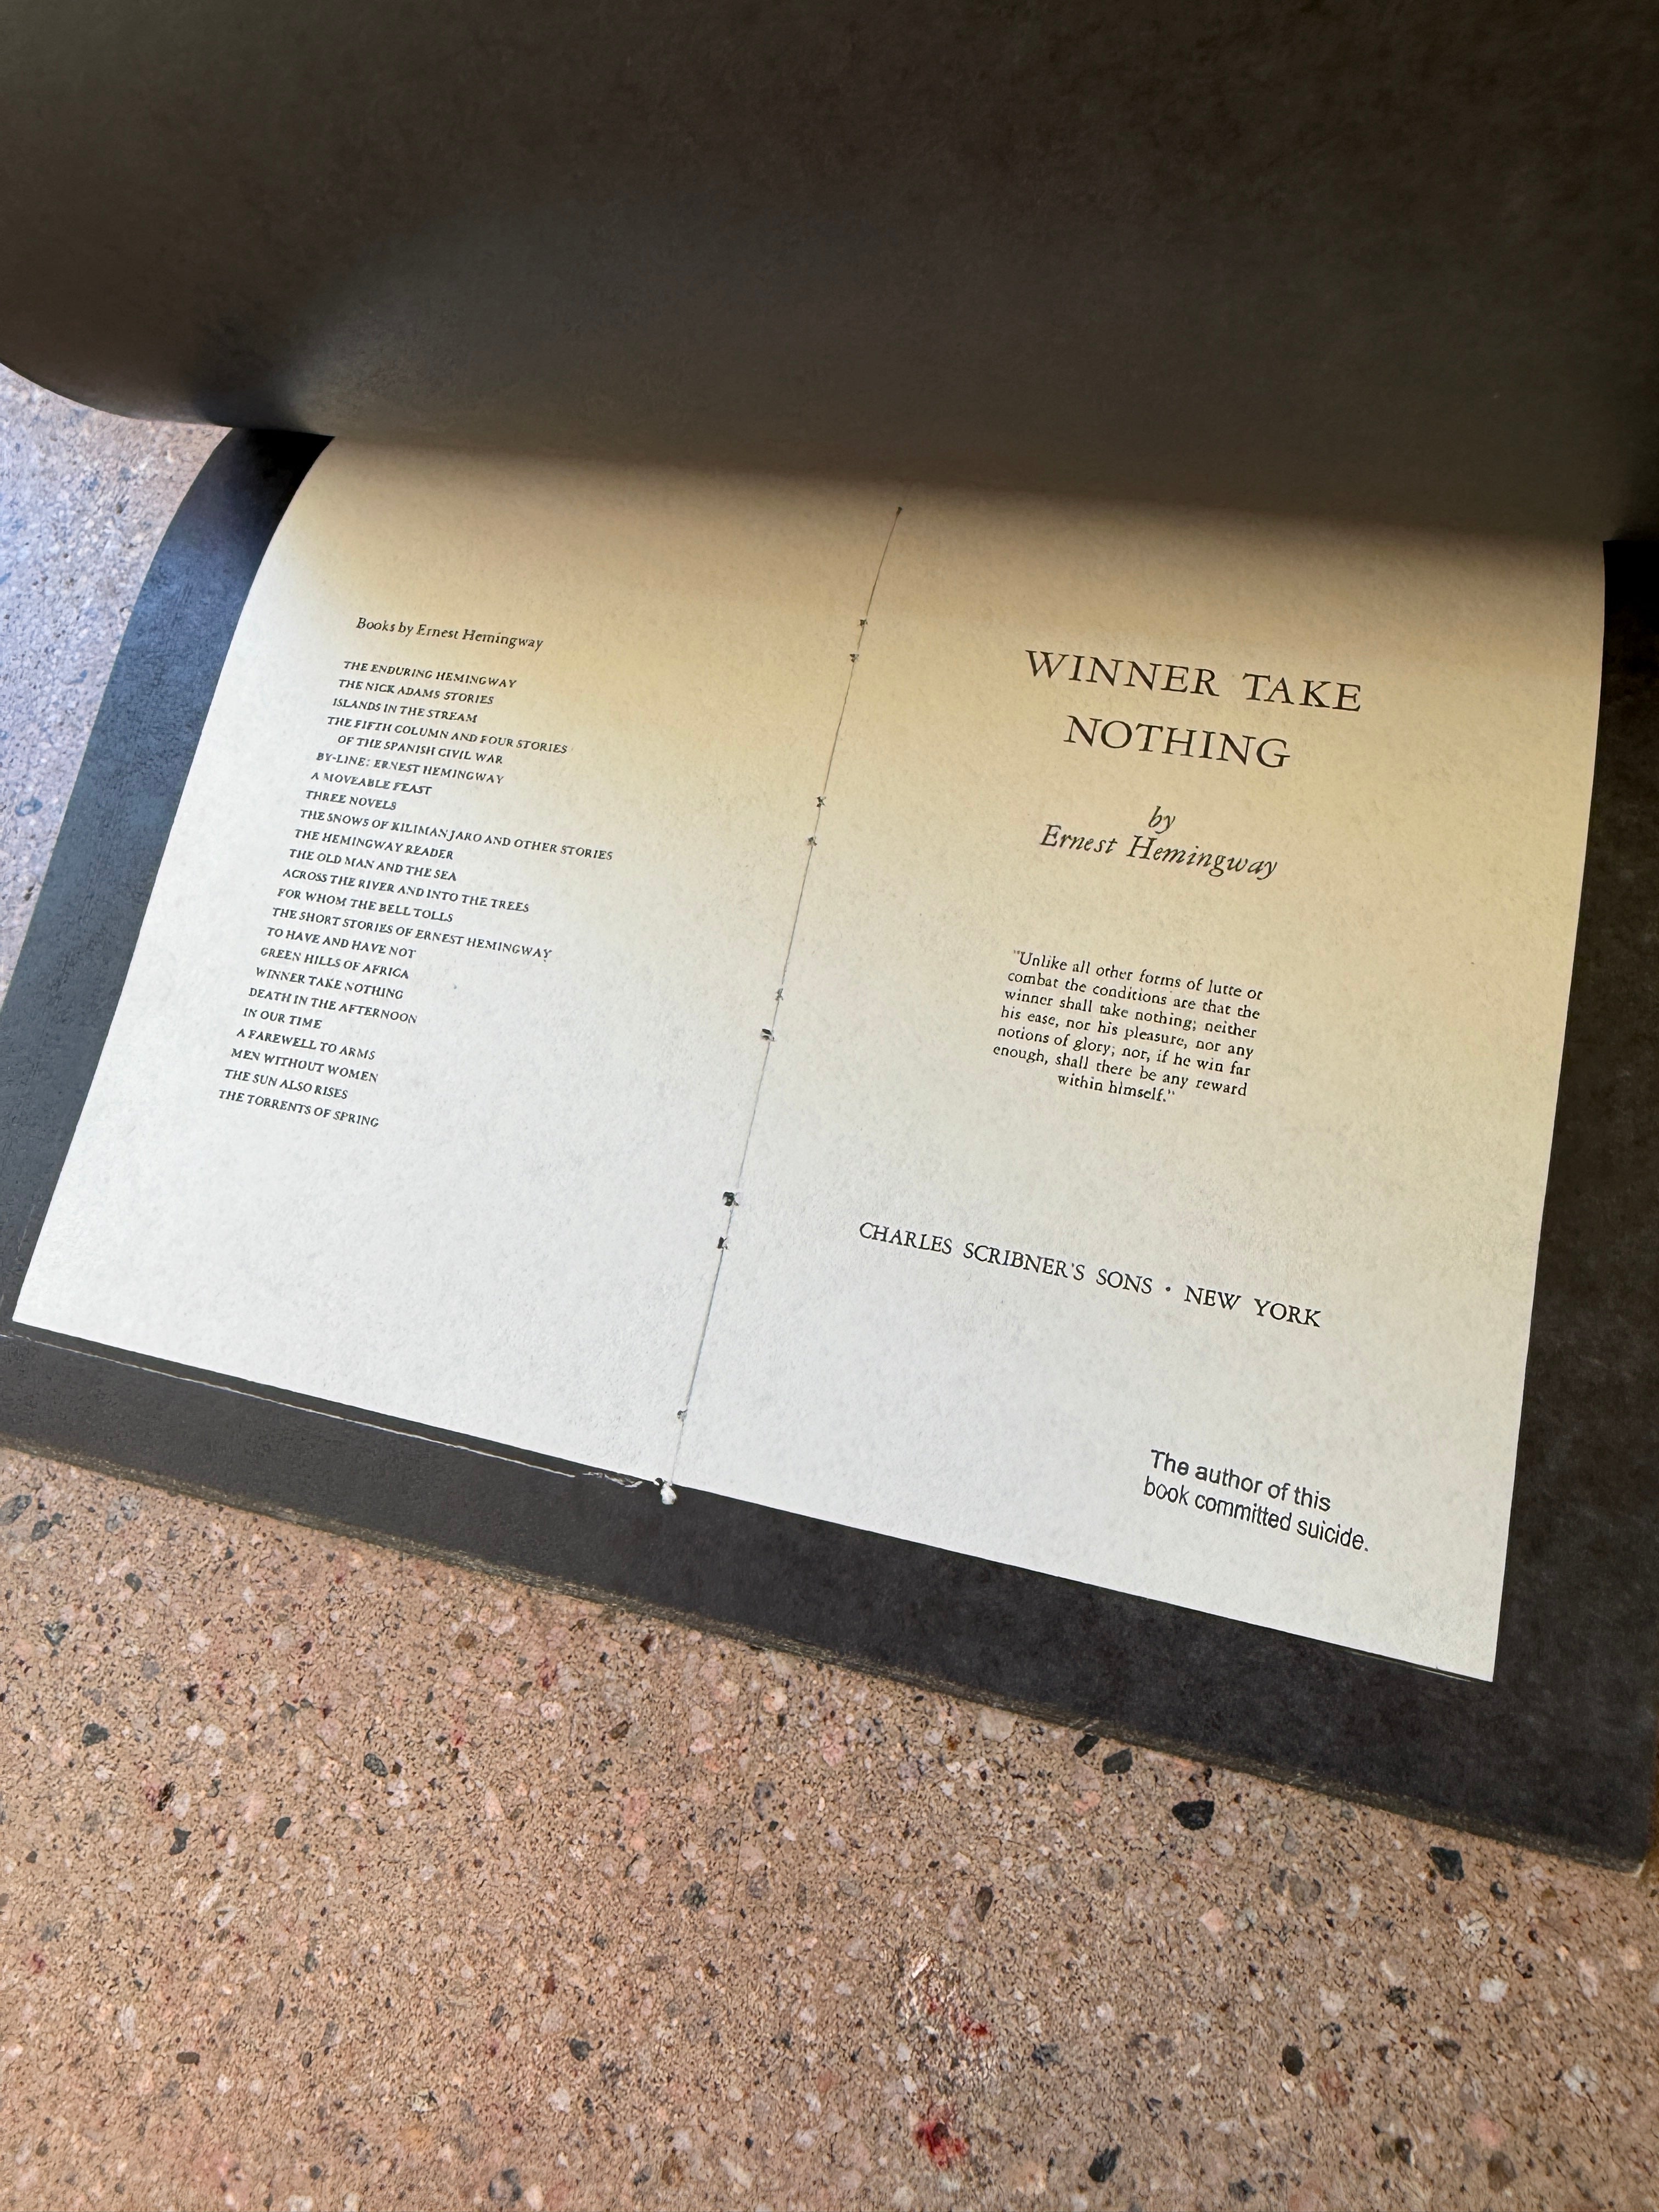 Books by Ernest Hemingway
THE ENDURING HEMINGWAY
THE NICK ADAMS STORIES
ISLANDS IN THE STREAM
THE FIFTH COLUMN AND FOUR STORIES
OF THE SPANISH CIVIL WAR
BY-LINE: ERNEST HEMINGWAY
A MOVEABLE FEAST
THREE NOVELS
THE SNOWS OF KILIMANJARO AND OTHER STORIES
THE HEMINGWAY READER
THE OLD MAN AND THE SEA
ACROSS THE RIVER AND INTO THE TREES
FOR WHOM THE BELL TOLLS
THE SHORT STORIES OF ERNEST HEMINGWAY
TO HAVE AND HAVE NOT
GREEN HILLS OF AFRICA
WINNER TAKE NOTHING
DEATH IN THE AFTERNOON
IN OUR TIME
A FAREWELL TO ARMS
MEN WITHOUT WOMEN
THE SUN ALSO RISES
THE TORRENTS OF SPRING
WINNER TAKE
NOTHING
by
Ernest Hemingway
"Unlike all other forms of lutte or
combat the conditions are that the
winner shall take nothing; neither
his ease, nor his pleasure, nor any
notions of glory; nor, if he win far
enough, shall there be any reward
within himself."
CHARLES SCRIBNER'S SONS • NEW YORK
The author of this
book committed suicide.